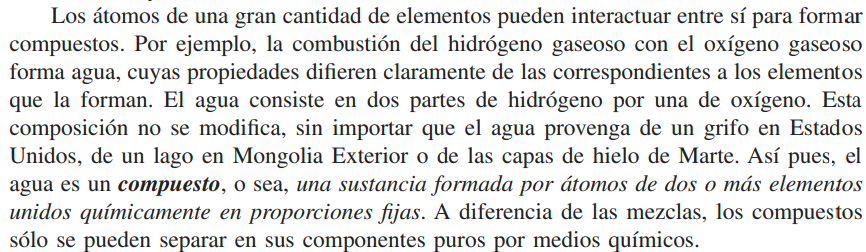 Los átomos de una gran cantidad de elementos pueden interactuar entre sí para formar
compuestos. Por ejemplo, la combustión del hidrógeno gaseoso con el oxígeno gaseoso
forma agua, cuyas propiedades difieren claramente de las correspondientes a los elementos
que la forman. El agua consiste en dos partes de hidrógeno por una de oxígeno. Esta
composición no se modifica, sin importar que el agua provenga de un grifo en Estados
Unidos, de un lago en Mongolia Exterior o de las capas de hielo de Marte. Así pues, el
agua es un compuesto, o sea, una sustancia formada por átomos de dos o más elementos
unidos químicamente en proporciones fijas. A diferencia de las mezclas, los compuestos
sólo se pueden separar en sus componentes puros por medios químicos.